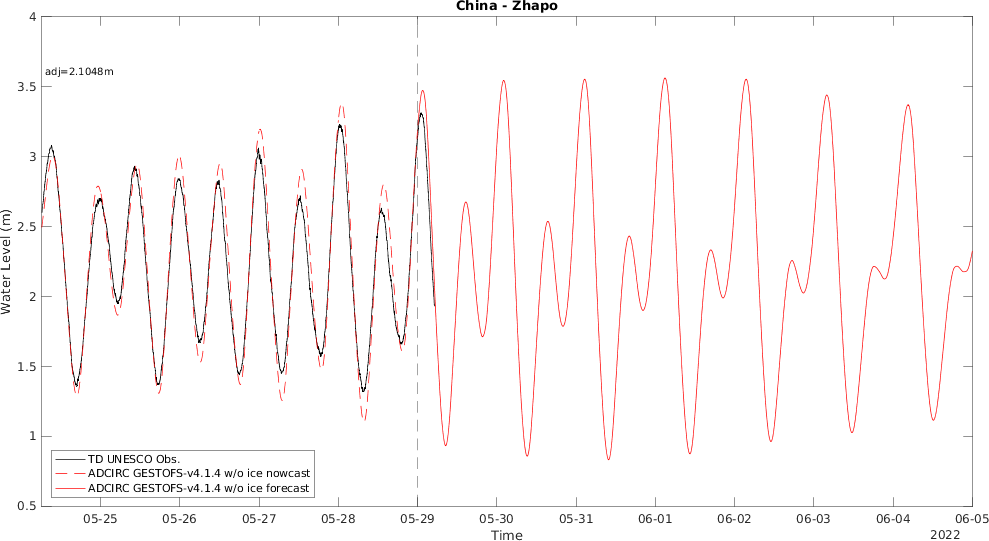 China - Zhapo
adj=2.1048m
Water Level (m)
4
3.5
3
2.5
2
1.5
1
0.5
TD UNESCO Obs.
ADCIRC GESTOFS-v4.1.4 w/o ice nowcast
ADCIRC GESTOFS-v4.1.4 w/o ice forecast
05-25 05-26 05-27 05-28 05-29 05-30 05-31 06-01 06-02 06-03 06-04 06-05
Time
2022